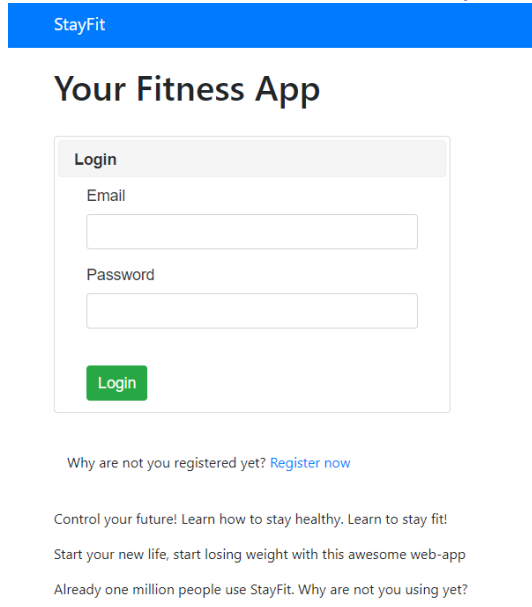 StayFit
Your Fitness App
Login
Email
Password
Login
Why are not you registered yet? Register now
Control your future! Learn how to stay healthy. Learn to stay fit!
Start your new life, start losing weight with this awesome web-app
Already one million people use StayFit. Why are not you using yet?